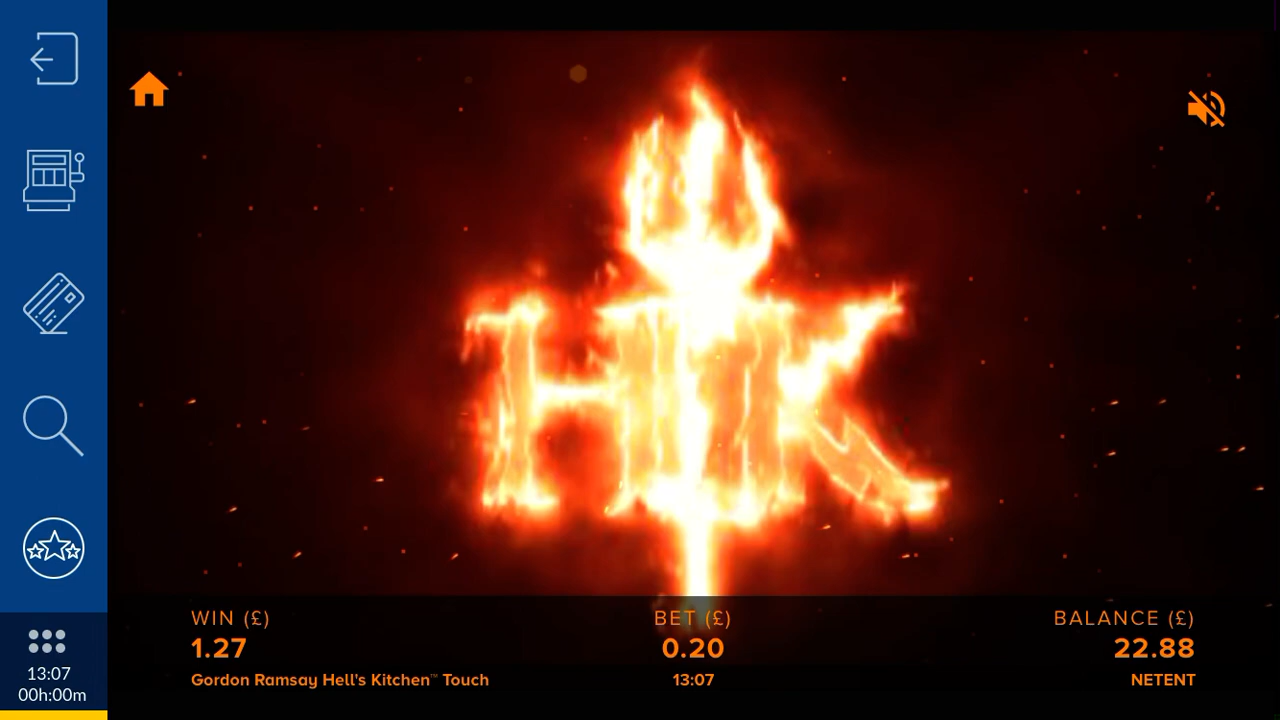 HK
WIN (£)
BET (£)
BALANCE (£)
1.27
0.20
22.88
Gordon Ramsay Hell's Kitchen™ Touch
13:07
NETENT
13:07
00h:00m